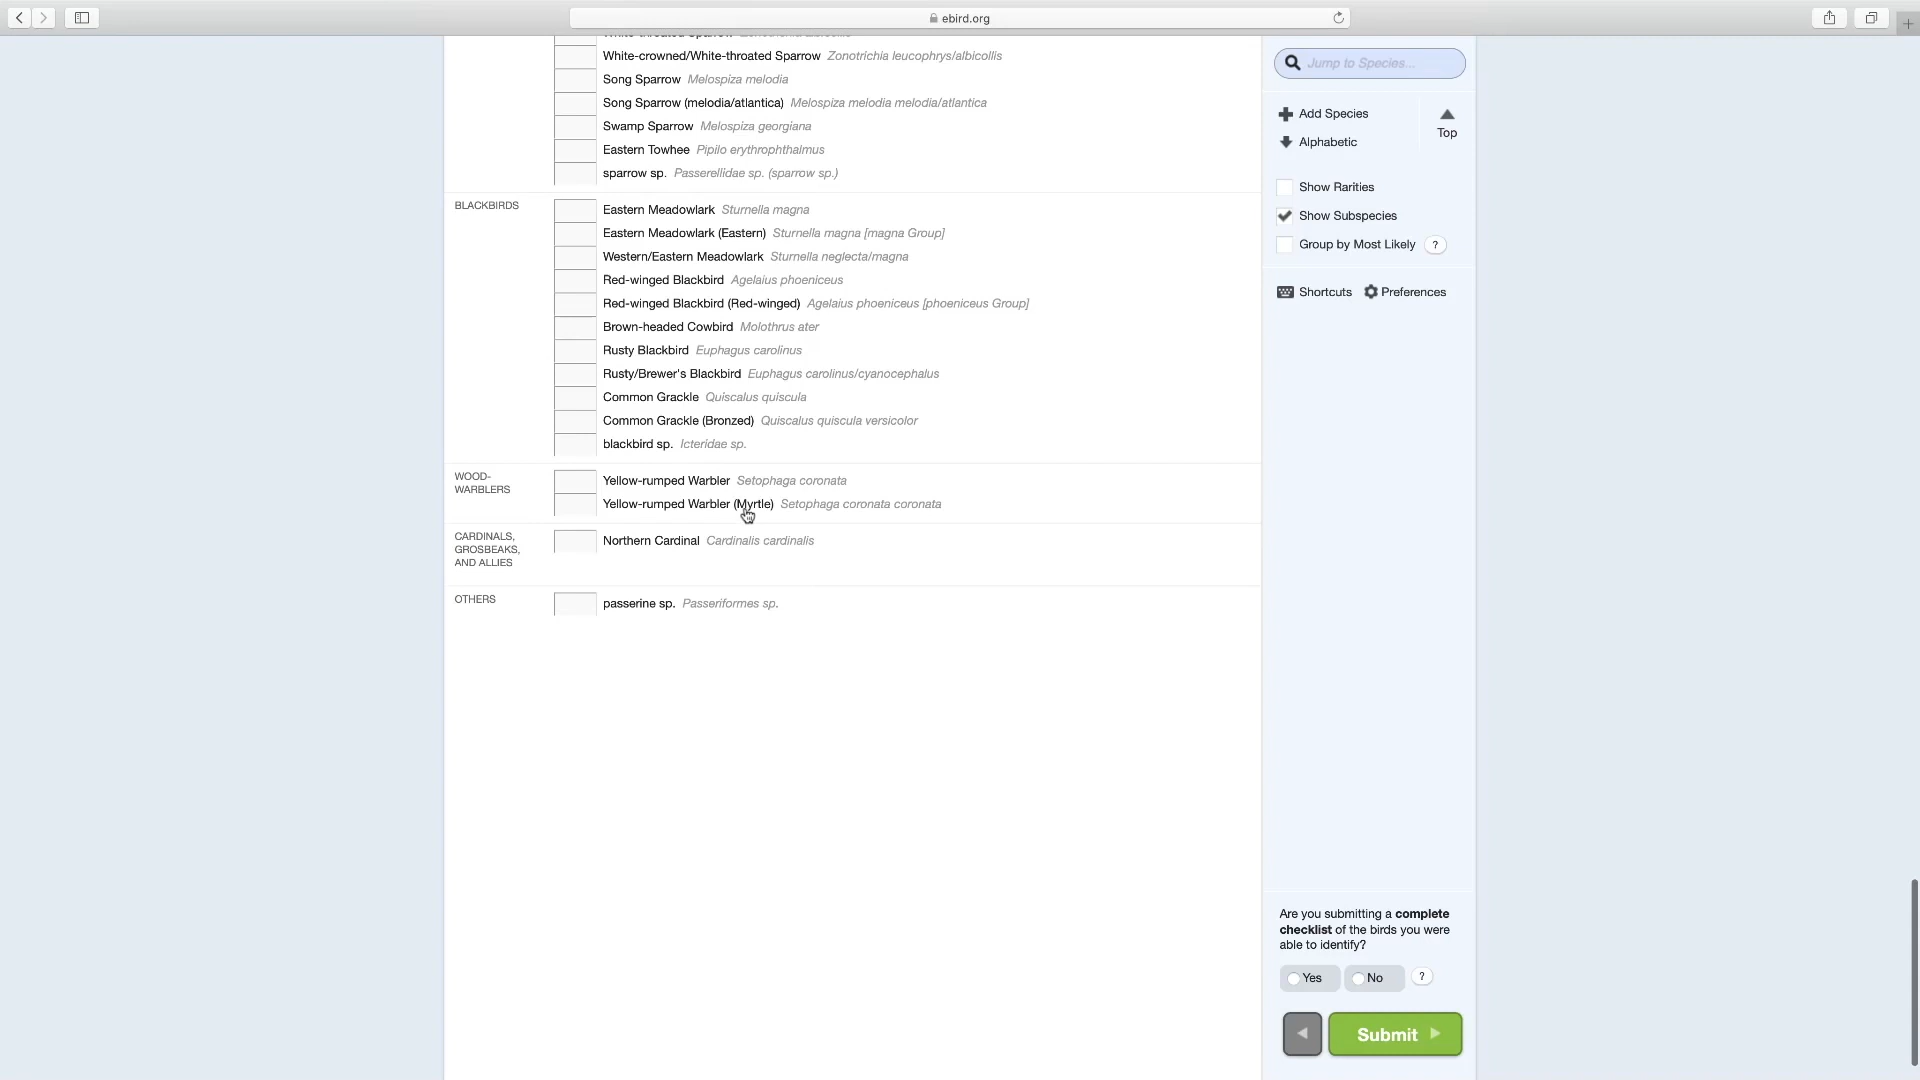 ebird.org
White-crowned/White-throated Sparrow Zonotrichia leucophrys/albicollis
Song Sparrow Melospiza melodia
Song Sparrow (melodia/atlantica) Melospiza melodia melodia/atlantica
Swamp Sparrow Melospiza georgiana
Eastern Towhee Pipilo erythrophthalmus
sparrow sp. Passerellidae sp. (sparrow sp.)
BLACKBIRDS
Eastern Meadowlark Sturnella magna
Eastern Meadowlark (Eastern) Sturnella magna [magna Group]
Western/Eastern Meadowlark Sturnella neglecta/magna
Red-winged Blackbird Agelaius phoeniceus
Red-winged Blackbird (Red-winged) Agelaius phoeniceus [phoeniceus Group]
Brown-headed Cowbird Molothrus ater
Rusty Blackbird Euphagus carolinus
Rusty/Brewer's Blackbird Euphagus carolinus/cyanocephalus
Common Grackle Quiscalus quiscula
Common Grackle (Bronzed) Quiscalus quiscula versicolor
blackbird sp. Icteridae sp.
WOOD-
WARBLERS
Yellow-rumped Warbler Setophaga coronata
Yellow-rumped Warbler (Myrtle) Setophaga coronata coronata
CARDINALS,
GROSBEAKS,
AND ALLIES
Northern Cardinal Cardinalis cardinalis
OTHERS
passerine sp. Passeriformes sp.
Jump to Species...
Add Species
Top
Alphabetic
Show Rarities
Show Subspecies
Group by Most Likely ?
Shortcuts Preferences
Are you submitting a complete
checklist of the birds you were
able to identify?
Yes No ?
Submit